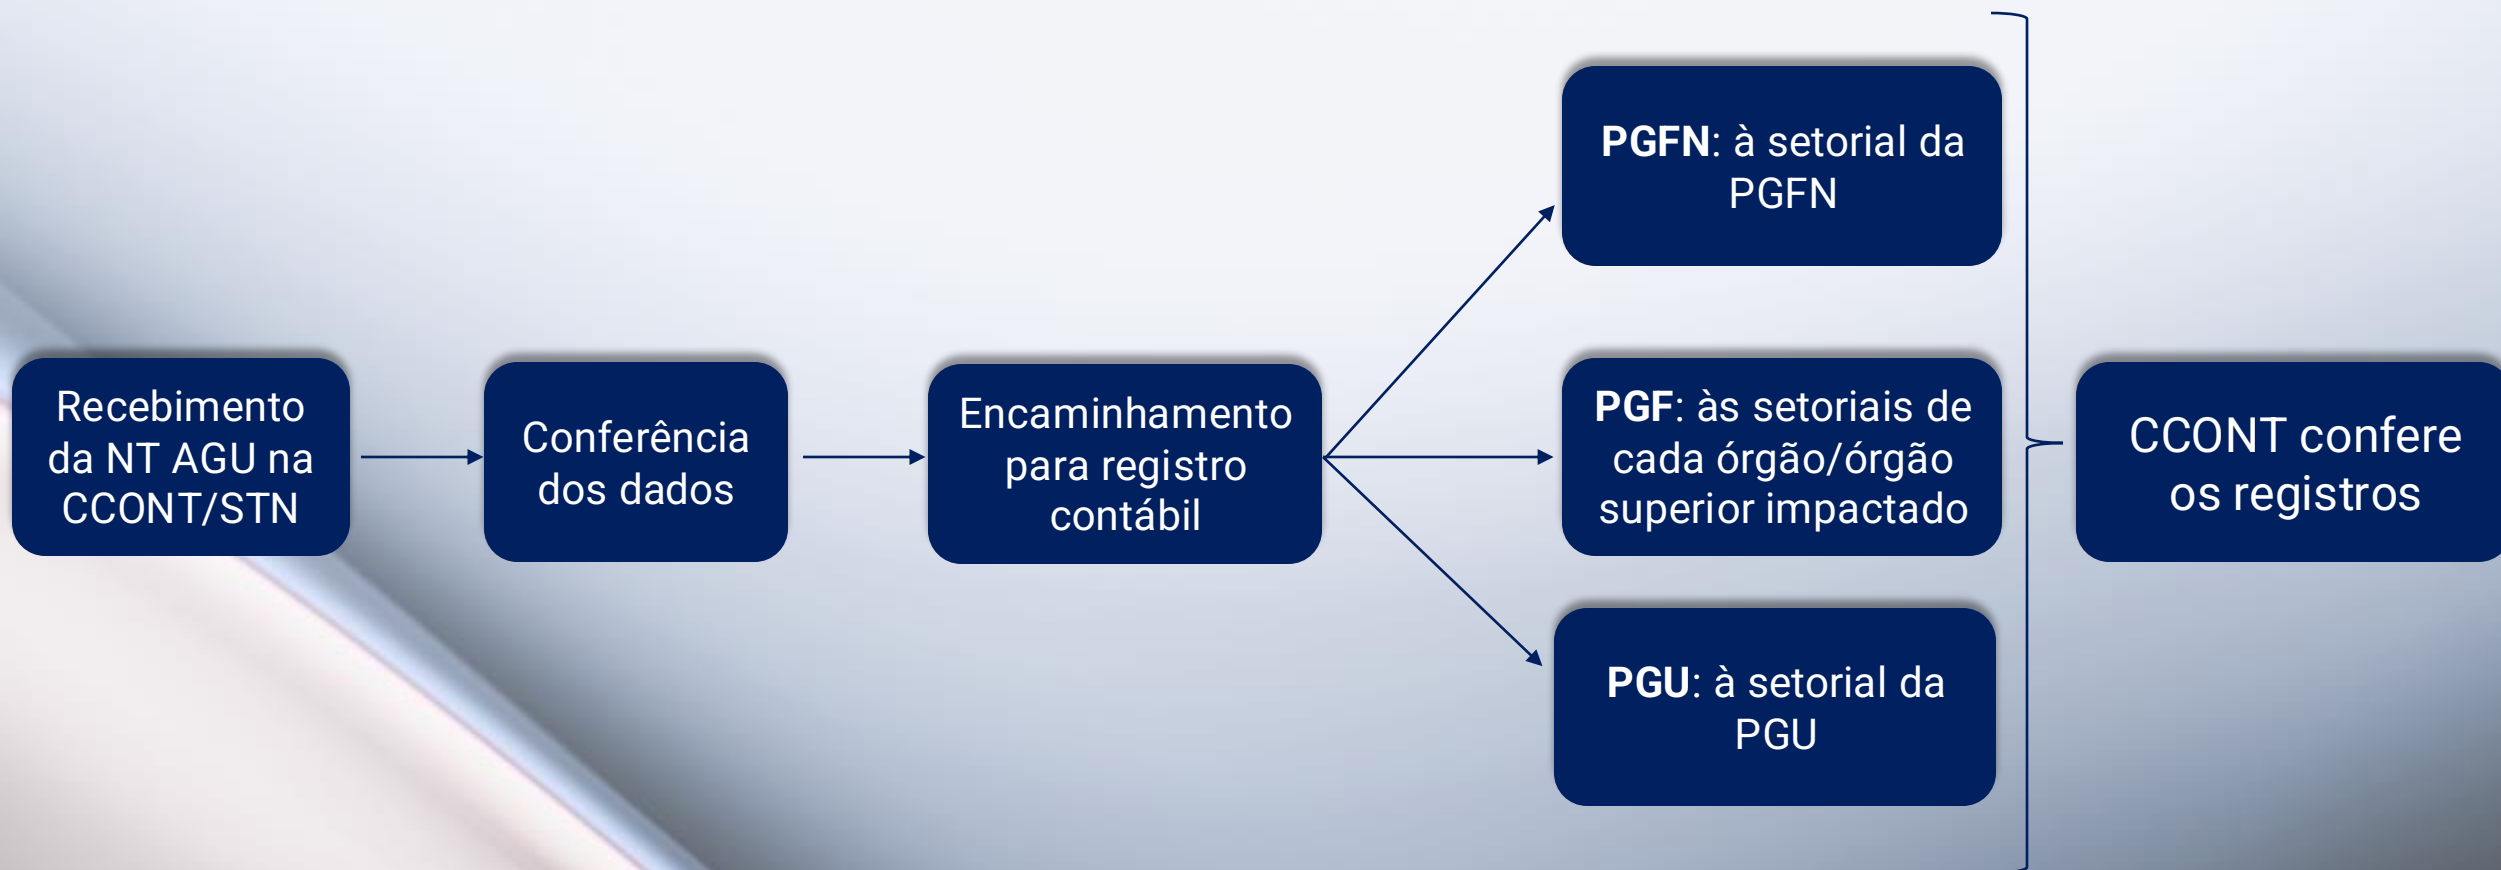 Recebimento
da NT AGU na
CCONT/STN
Conferência
dos dados
Encaminhamento
para registro
contábil
PGFN: à setorial da
PGFN
PGF: às setoriais de
cada órgão/órgão
superior impactado
PGU: à setorial da
PGU
CCONT confere
os registros